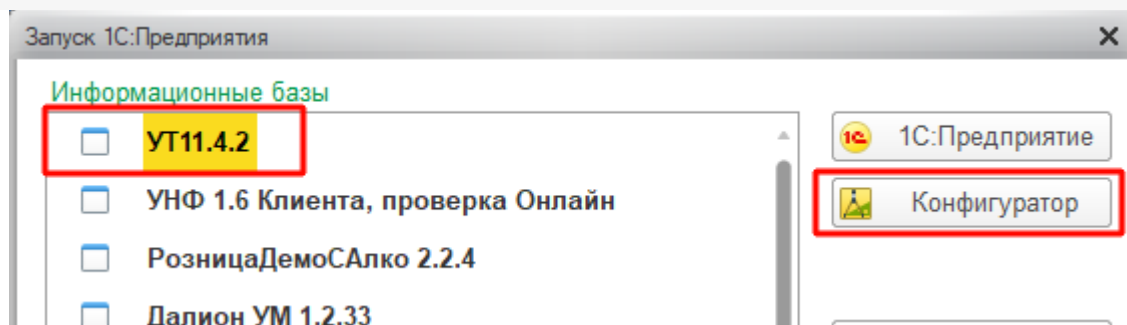 Запуск 1С:Предприятия
Информационные базы
УТ11.4.2
1С:Предприятие
УНФ 1.6 Клиента, проверка Онлайн
Конфигуратор
РозницаДемоСАлко 2.2.4
Далион УМ 1.2.33